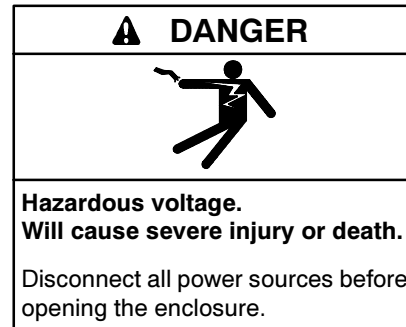 DANGER
Hazardous voltage.
Will cause severe injury or death.
Disconnect all power sources before
opening the enclosure.